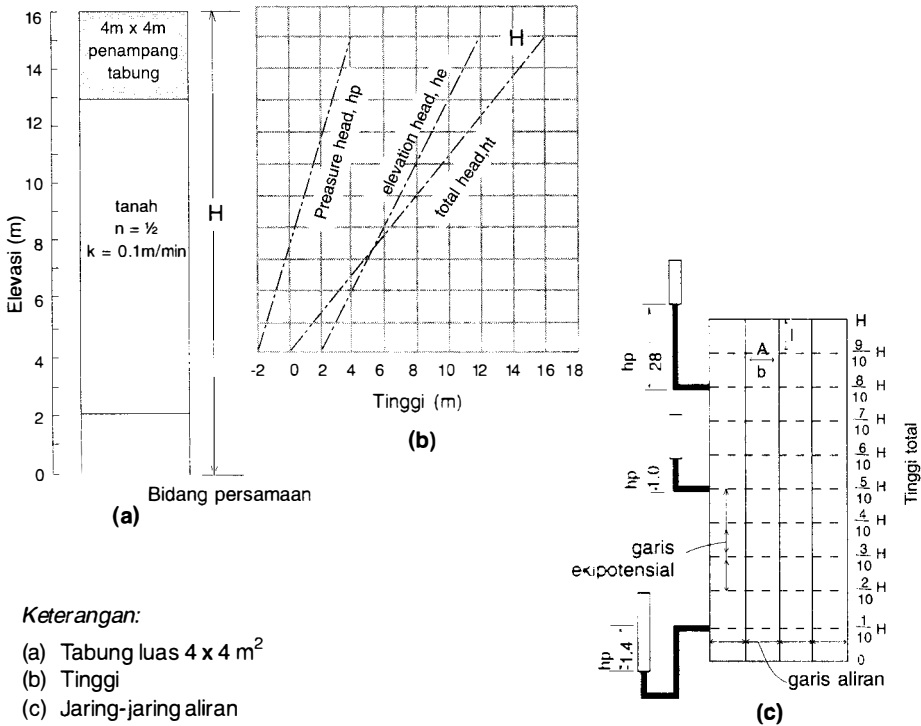 16
14
12
10
8
6
4
2
0
Elevasi (m)
4m x 4m
penampang
tabung
tanah
n = ½
k = 0.1m/min
H
Bidang persamaan
(a)
Preasure head, hp
elevation head, he
total head,ht
H
-2 0 2 4 6 8 10 12 14 16 18
Tinggi (m)
(b)
hp
28
hp
-1.0
hp
-1.4
A
b
l
H
9/10 H
8/10 H
7/10 H
6/10 H
5/10 H
4/10 H
3/10 H
2/10 H
1/10 H
0
Tinggi total
garis
ekipotensial
garis aliran
(c)
Keterangan:
(a) Tabung luas 4 x 4 m²
(b) Tinggi
(c) Jaring-jaring aliran